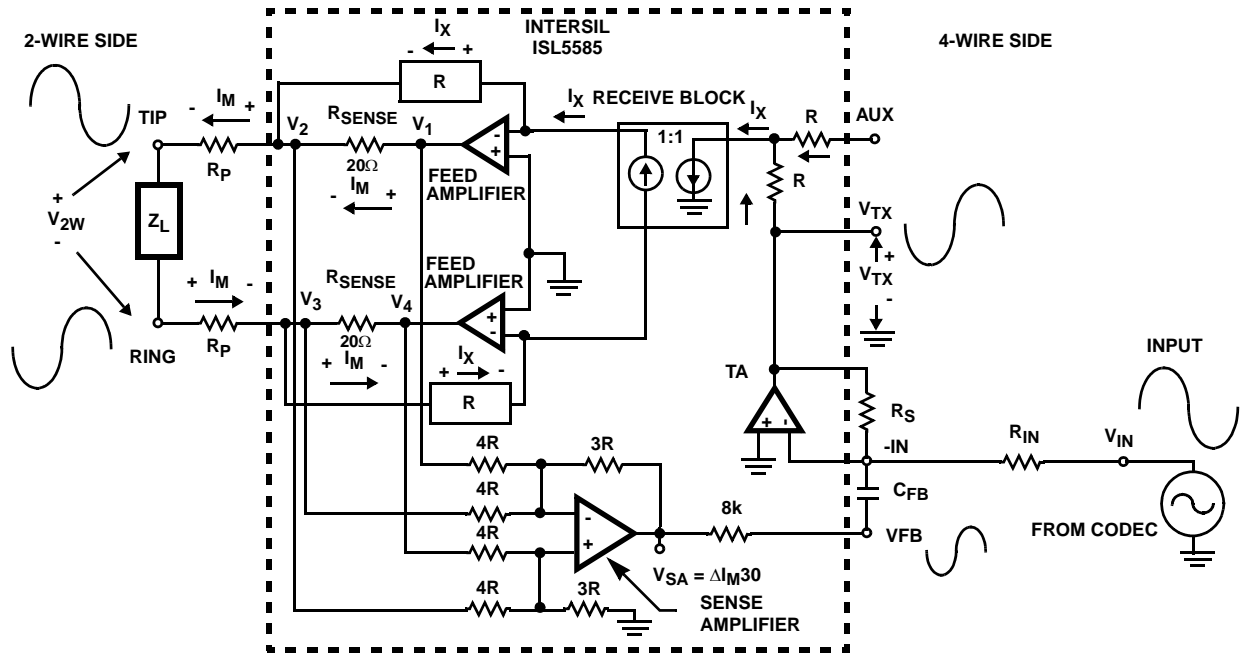 INTERSIL
ISL5585
2-WIRE SIDE
4-WIRE SIDE
IX
- +
R
IM
- +
TIP
RP
V2
RSENSE
20Ω
IM
- +
V1
-
+
FEED
AMPLIFIER
IX
RECEIVE BLOCK
1:1
IX
R
AUX
R
VTX
+
VTX
-
+
V2W
-
ZL
FEED
AMPLIFIER
IM
+ -
RP
RING
V3
RSENSE
20Ω
IM
+ -
V4
+
-
IX
+ -
R
TA
+ -
RS
-IN
RIN
VIN
INPUT
CFB
VFB
FROM CODEC
4R
3R
4R
4R
4R
3R
-
+
8k
VSA = ΔIM30
SENSE
AMPLIFIER